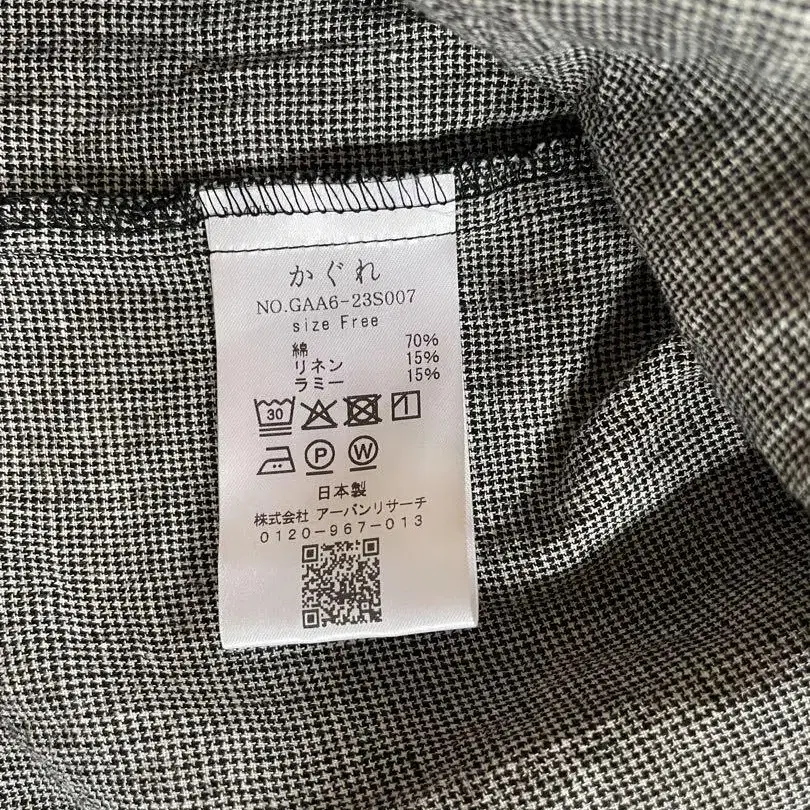 かぐれ
NO.GAA6-23S007
size Free
綿 70%
リネン 15%
ラミー 15%
30
P W
日本製
株式会社 アーバンリサーチ
0120-967-013